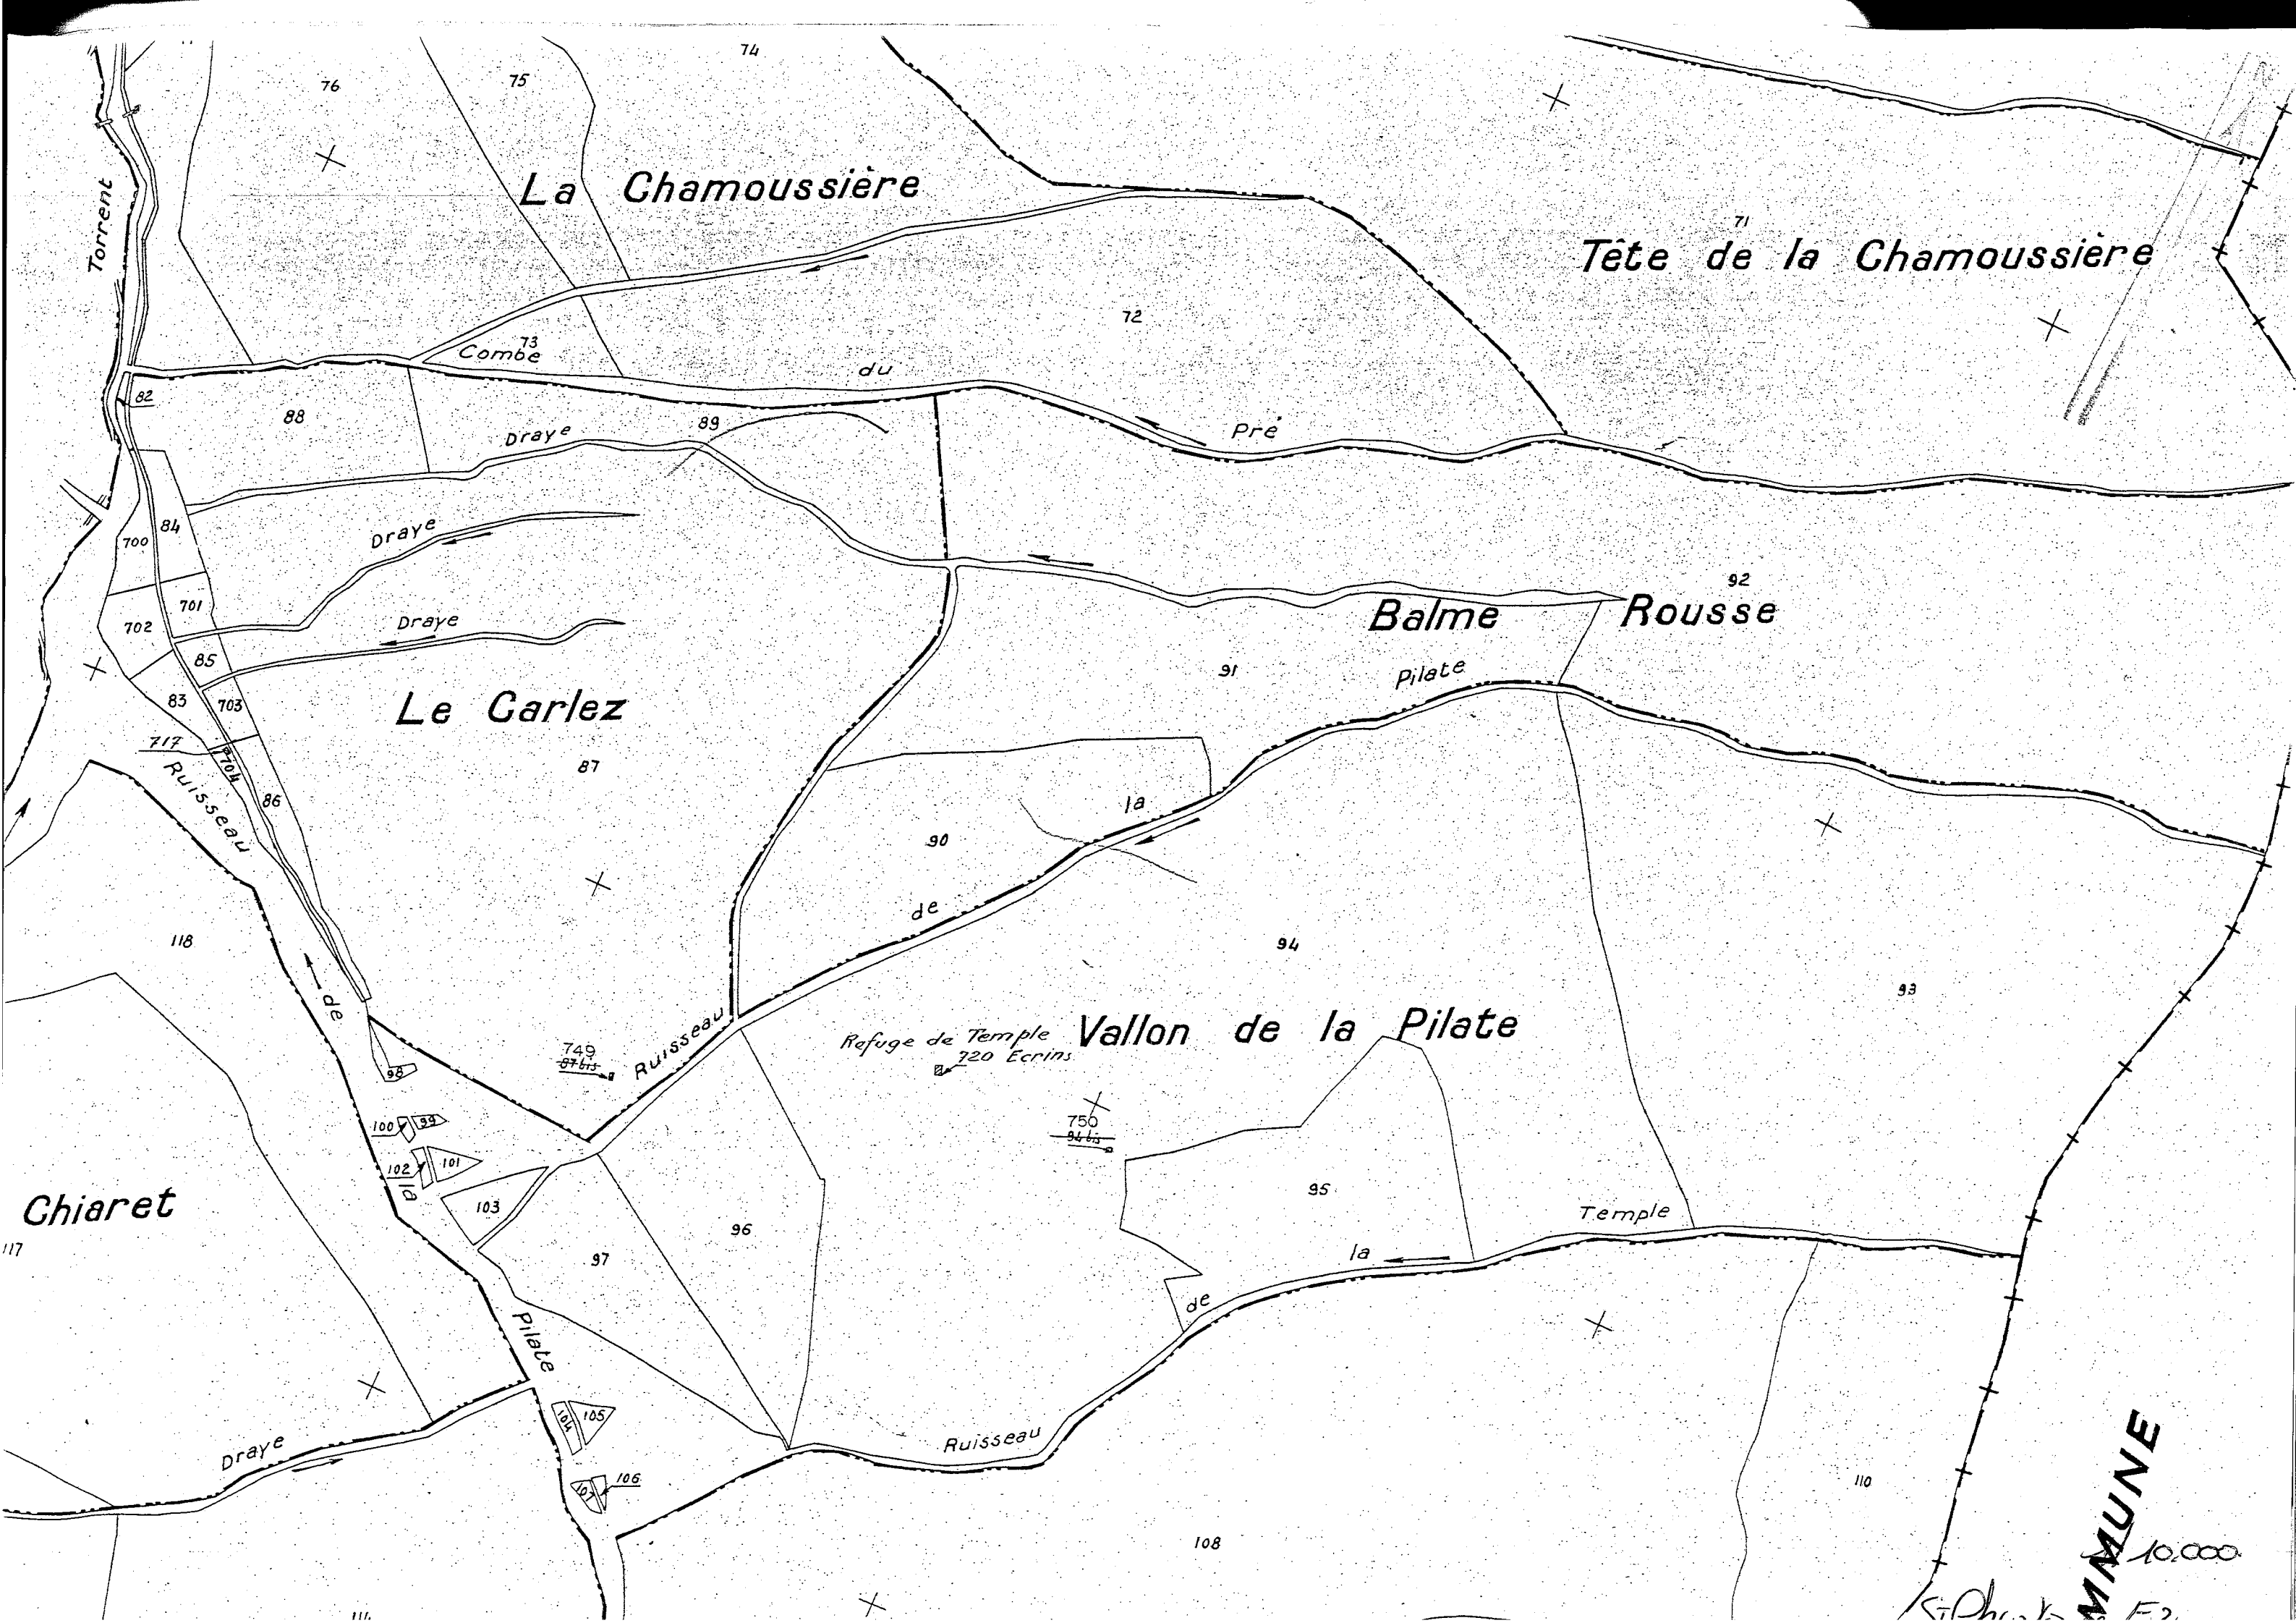 74
75
76
La Chamoussière
Torrent
71
Tête de la Chamoussière
72
73
Combe du Pré
82
88
89
Draye
84
700
Draye
92
701
Balme Rousse
702
Draye
85
91
Pilate
83
703
Le Carlez
717
704
87
Ruisseau
86
la
90
de
118
94
93
de
Refuge de Temple
Ecrins
720
Vallon de la Pilate
749
87 bis
Ruisseau
98
100
99
750
94 bis
102
101
la
95
Chiaret
103
Temple
96
117
97
la
de
Pilate
104
105
Draye
Ruisseau
106
107
110
108
MMUNE
10.000